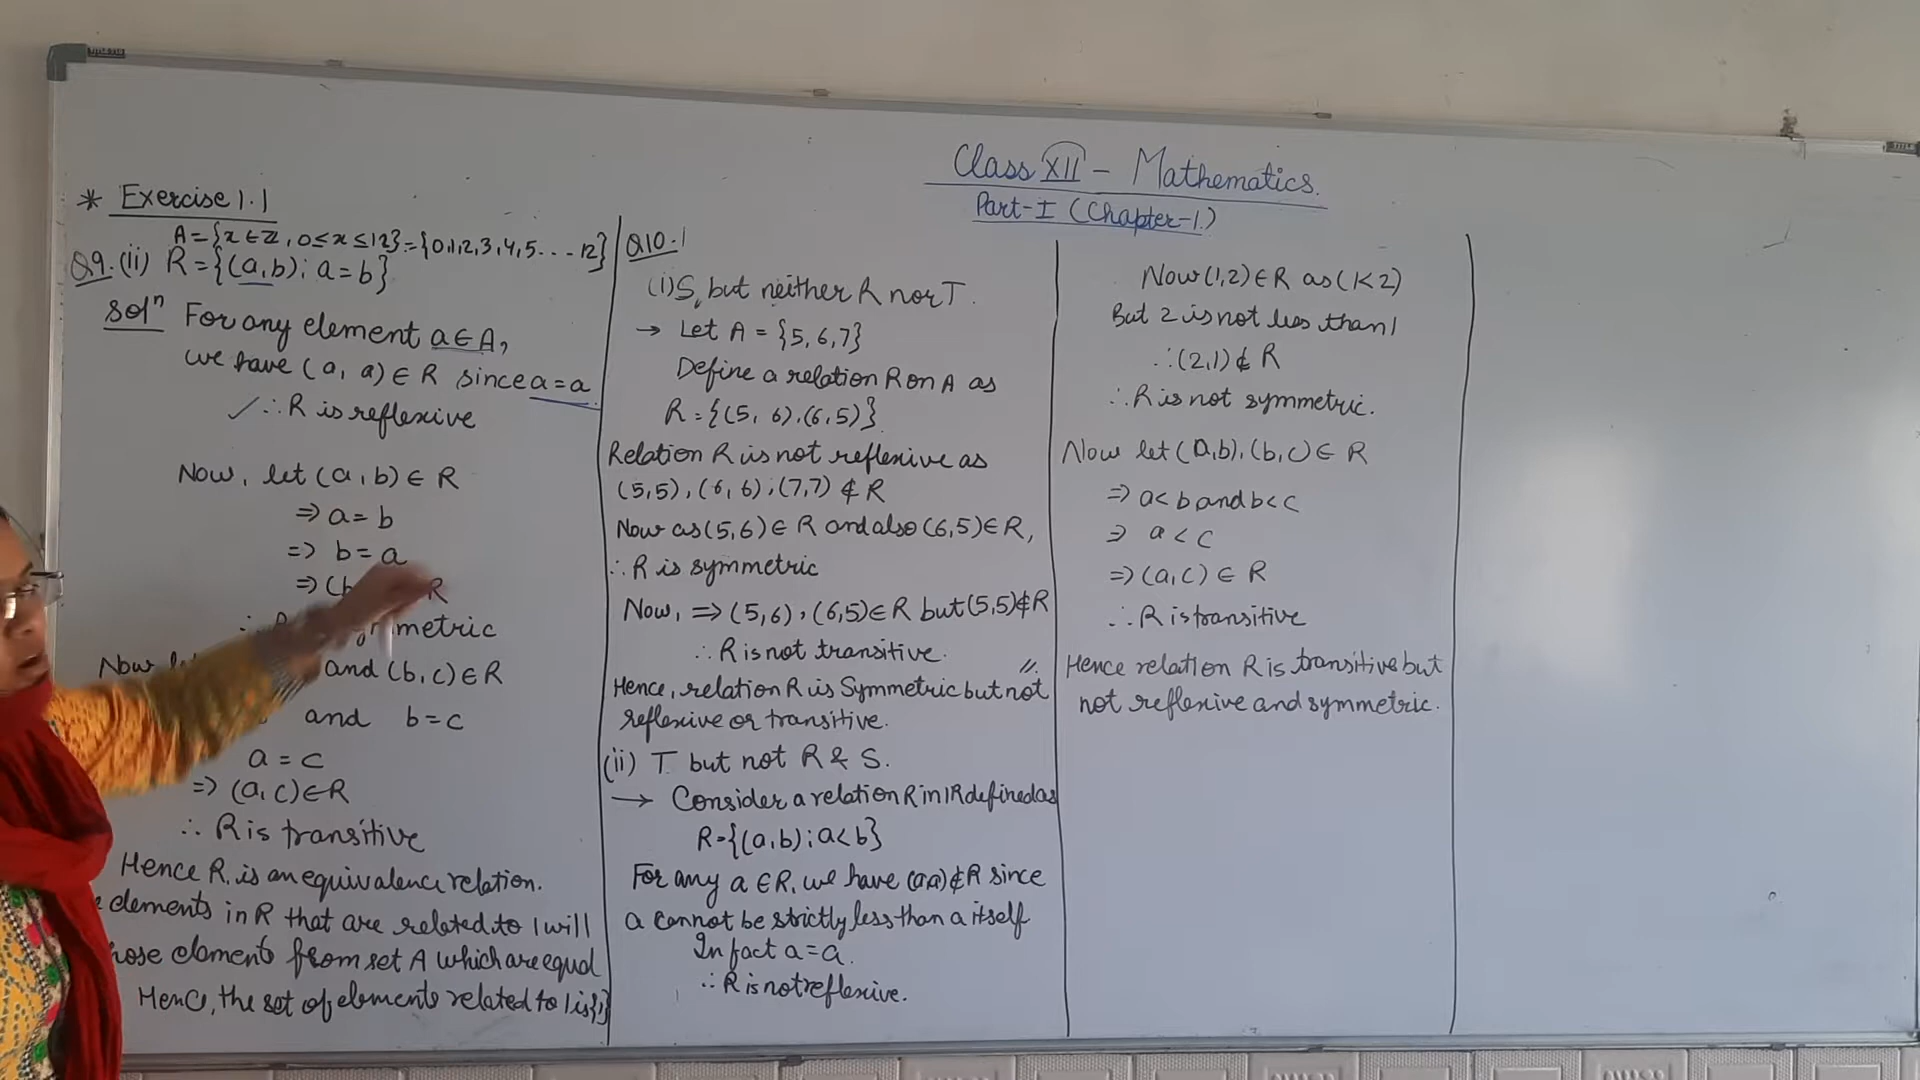 Class XII - Mathematics.
Part-I (Chapter-1)
* Exercise 1.1
A={x∈Z, 0≤x≤12}={0,1,2,3,4,5...12}
Q9.(ii) R={(a,b); a=b}
Solⁿ For any element a∈A,
we have (a, a)∈R since a=a
✓∴R is reflexive
Now, let (a,b)∈R
⇒ a=b
⇒ b=a
⇒(b R
metric
Now and (b,c)∈R
and b=c
a=c
⇒ (a,c)∈R
∴ R is transitive
Hence R, is an equivalence relation.
elements in R that are related to 1 will
elements from set A which are equal
Hence, the set of elements related to 1 is{1}
Q10.1
(i)S, but neither R nor T.
→ Let A = {5,6,7}
Define a relation R on A as
R={(5, 6),(6,5)}
Relation R is not reflexive as
(5,5),(6,6),(7,7)∉R
Now as(5,6)∈R and also(6,5)∈R,
∴R is symmetric
Now, ⇒ (5,6),(6,5)∈R but(5,5)∉R
∴R is not transitive.
Hence, relation R is Symmetric but not
reflexive or transitive.
(ii) T but not R & S.
→ Consider a relation R in IR defined as
R={(a,b); a<b}
For any a∈R, we have (a,a)∉R since
a cannot be strictly less than a itself
In fact a=a.
∴R is not reflexive.
Now(1,2)∈R as(1<2)
But 2 is not less than 1
∴(2,1)∉R
∴R is not symmetric.
Now let(a,b),(b,c)∈R
⇒ a<b and b<c
⇒ a<c
⇒(a,c)∈R
∴R is transitive
Hence relation R is transitive but
not reflexive and symmetric.